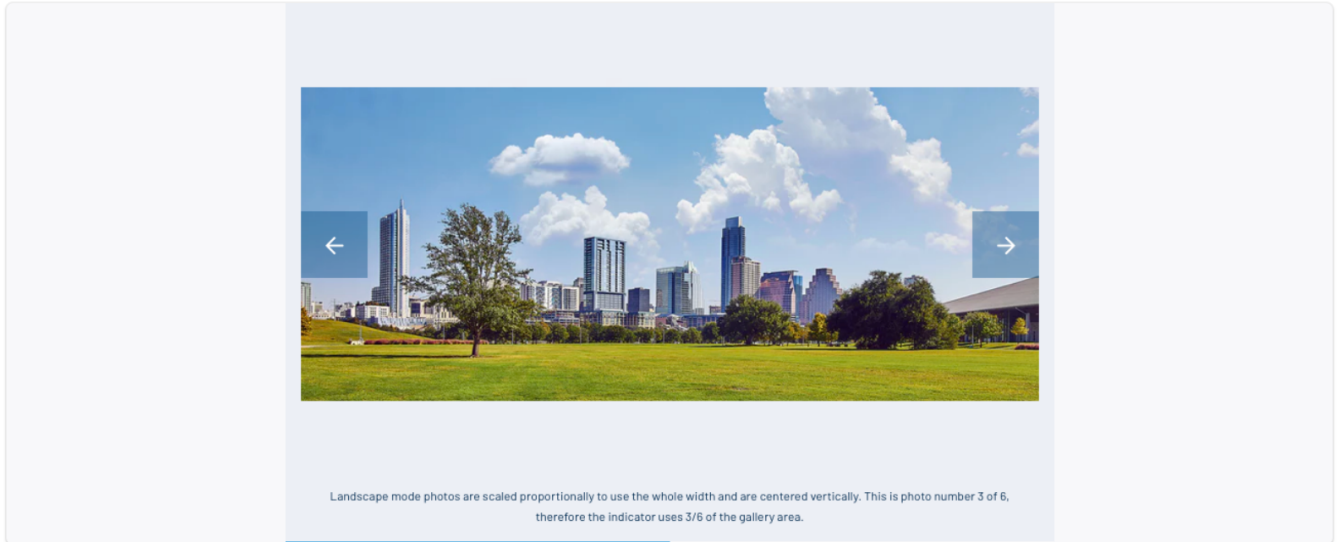 Landscape mode photos are scaled proportionally to use the whole width and are centered vertically. This is photo number 3 of 6,
therefore the indicator uses 3/6 of the gallery area.